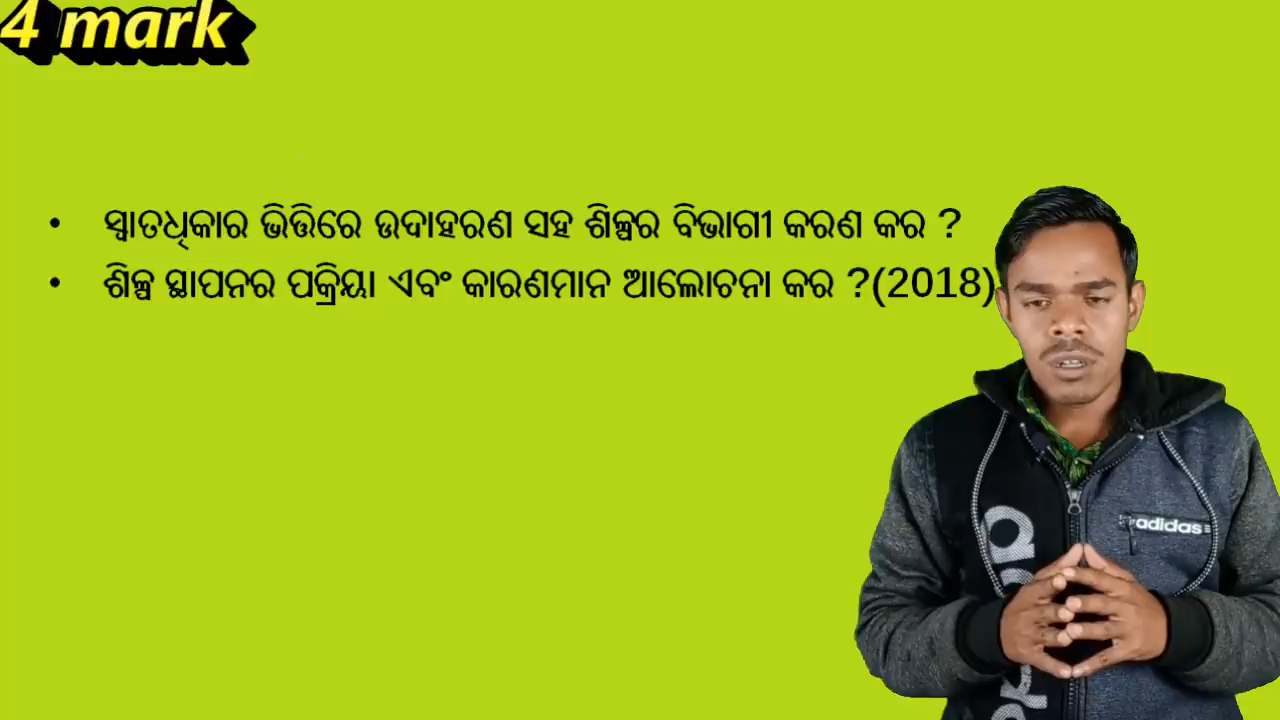 4 mark
• ସ୍ୱାତଧିକାର ଭିତ୍ତିରେ ଉଦାହରଣ ସହ ଶିଳ୍ପର ବିଭାଗୀ କରଣ କର ?
• ଶିଳ୍ପ ସ୍ଥାପନର ପକ୍ରିୟା ଏବଂ କାରଣମାନ ଆଲୋଚନା କର ?(2018)
adidas